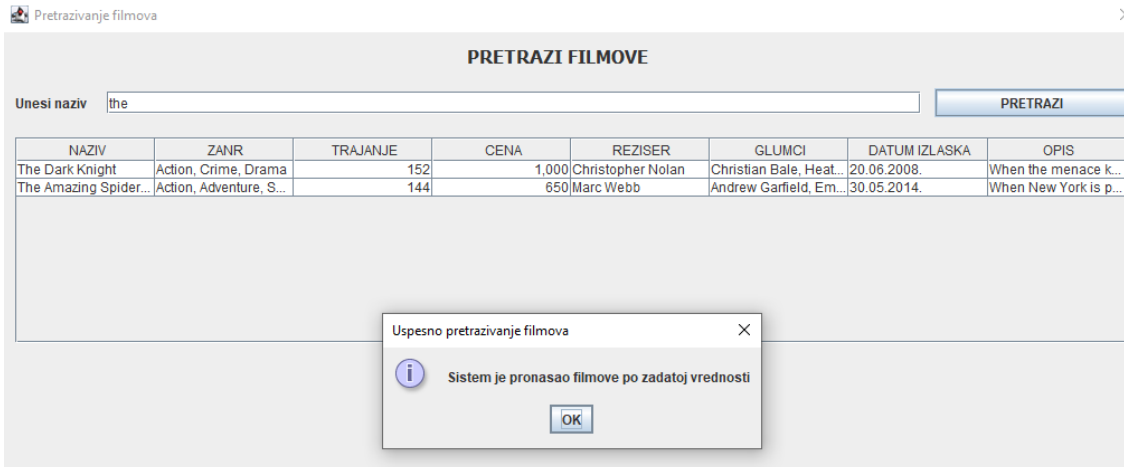 Pretrazivanje filmova
PRETRAZI FILMOVE
Unesi naziv the PRETRAZI
NAZIV ZANR TRAJANJE CENA REZISER GLUMCI DATUM IZLASKA OPIS
The Dark Knight Action, Crime, Drama 152 1,000 Christopher Nolan Christian Bale, Heat... 20.06.2008. When the menace k...
The Amazing Spider... Action, Adventure, S... 144 650 Marc Webb Andrew Garfield, Em... 30.05.2014. When New York is p...
Uspesno pretrazivanje filmova
Sistem je pronasao filmove po zadatoj vrednosti
OK